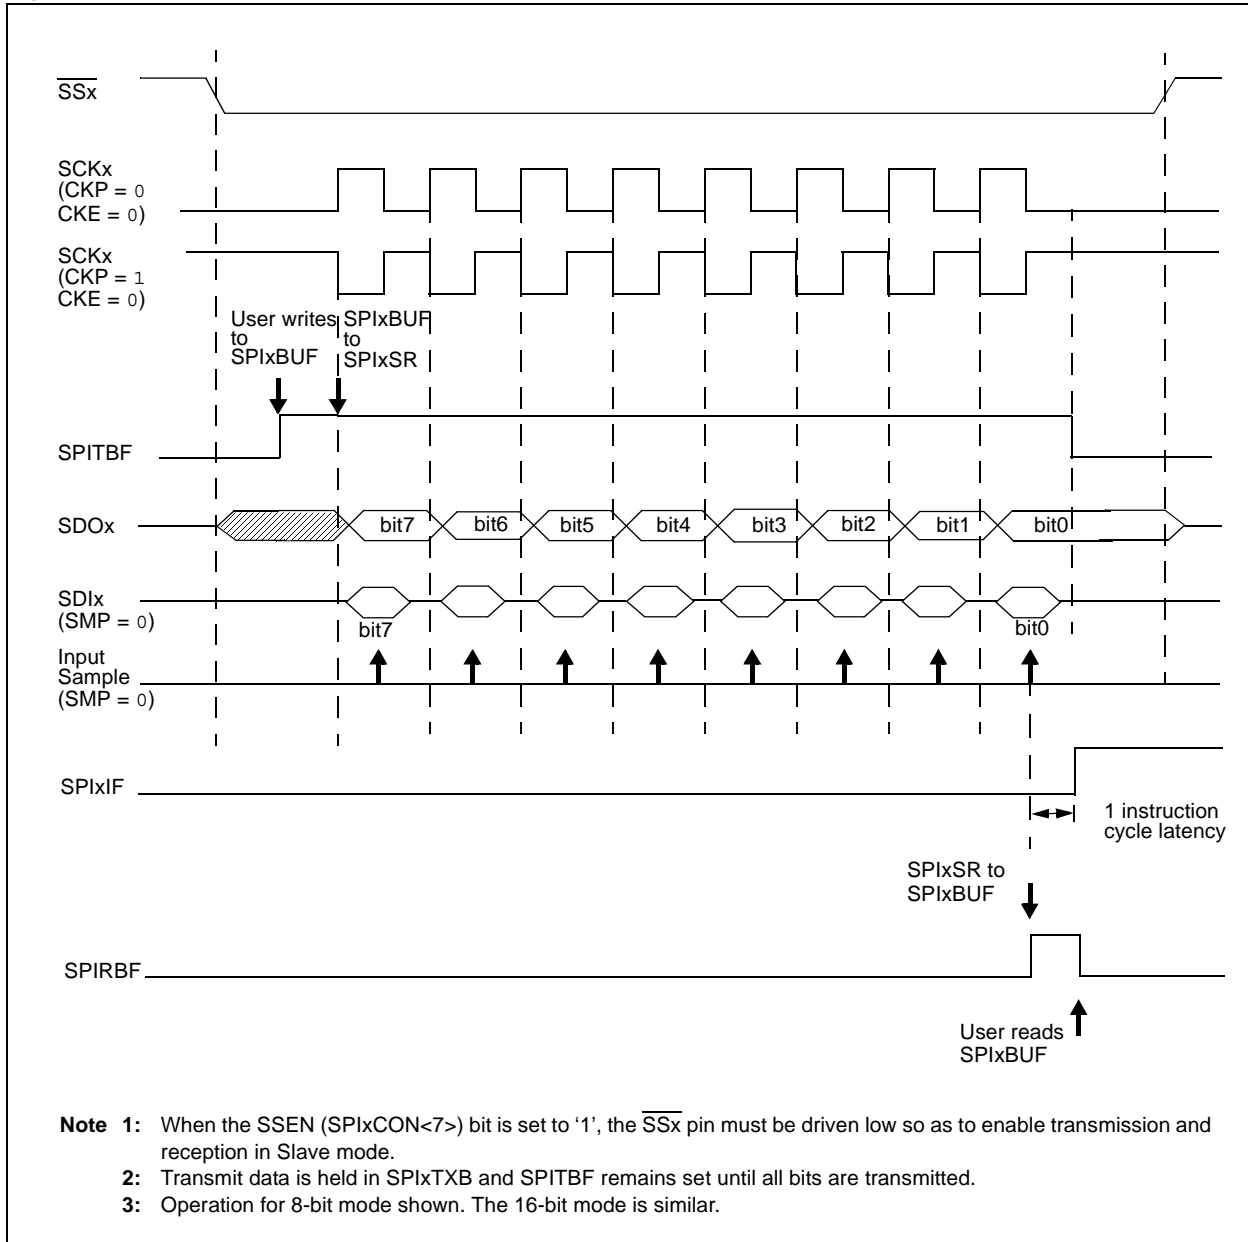 SSx
SCKx
(CKP = 0
CKE = 0)
SCKx
(CKP = 1
CKE = 0)
User writes
to
SPIxBUF
SPIxBUF
to
SPIxSR
SPITBF
SDOx
bit7
bit6
bit5
bit4
bit3
bit2
bit1
bit0
SDIx
(SMP = 0)
bit7
bit0
Input
Sample
(SMP = 0)
SPIxIF
1 instruction
cycle latency
SPIxSR to
SPIxBUF
SPIRBF
User reads
SPIxBUF
Note 1: When the SSEN (SPIxCON<7>) bit is set to ‘1’, the SSx pin must be driven low so as to enable transmission and
reception in Slave mode.
2: Transmit data is held in SPIxTXB and SPITBF remains set until all bits are transmitted.
3: Operation for 8-bit mode shown. The 16-bit mode is similar.